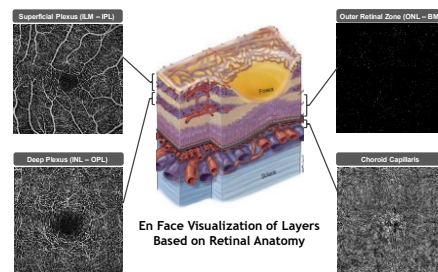 Superficial Plexus (ILM – IPL)
Outer Retinal Zone (ONL – BM)
Fovea
Deep Plexus (INL - OPL)
Choroid Capillaris
Sclera
En Face Visualization of Layers
Based on Retinal Anatomy